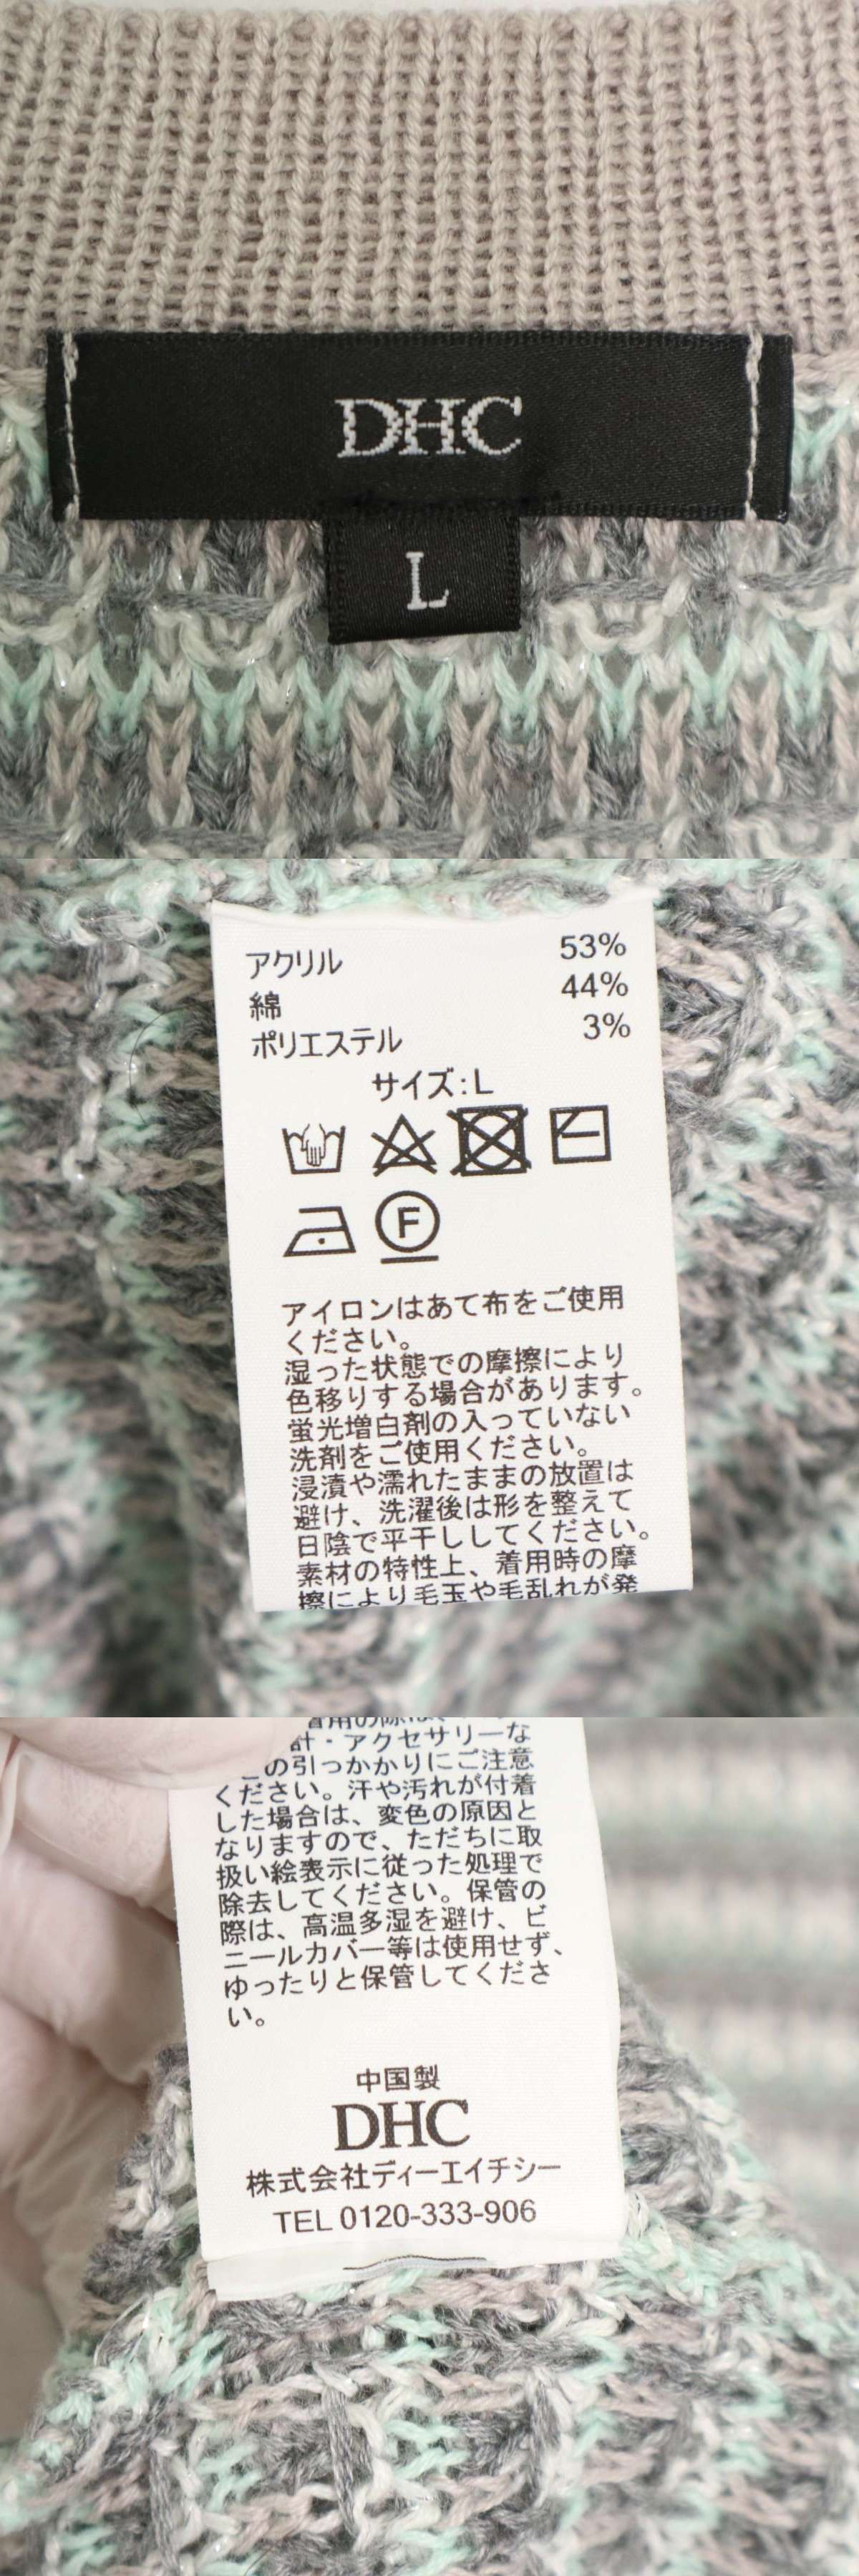 DHC
L
アクリル 53%
綿 44%
ポリエステル 3%
サイズ:L
F
アイロンはあて布をご使用
ください。
湿った状態での摩擦により
色移りする場合があります。
蛍光増白剤の入っていない
洗剤をご使用ください。
浸漬や濡れたままの放置は
避け、洗濯後は形を整えて
日陰で平干ししてください。
素材の特性上、着用時の摩
擦により毛玉や毛乱れが発
計・アクセサリーな
の引っかかりにご注意
ください。汗や汚れが付着
した場合は、変色の原因と
なりますので、ただちに取
扱い絵表示に従った処理で
除去してください。保管の
際は、高温多湿を避け、ビ
ニールカバー等は使用せず、
ゆったりと保管してくださ
い。
中国製
DHC
株式会社ディーエイチシー
TEL 0120-333-906